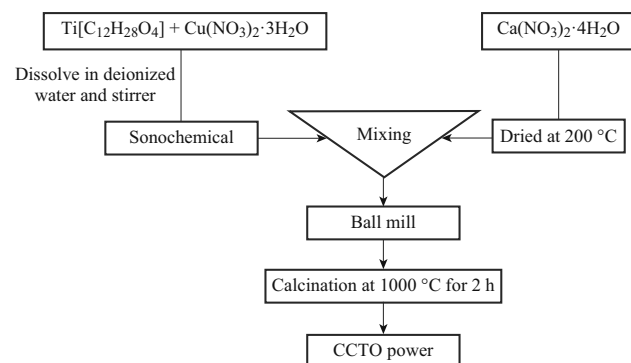 Ti[C₁₂H₂₈O₄] + Cu(NO₃)₂·3H₂O
Ca(NO₃)₂·4H₂O
Dissolve in deionized
water and stirrer
Sonochemical
Mixing
Dried at 200 °C
Ball mill
Calcination at 1000 °C for 2 h
CCTO power